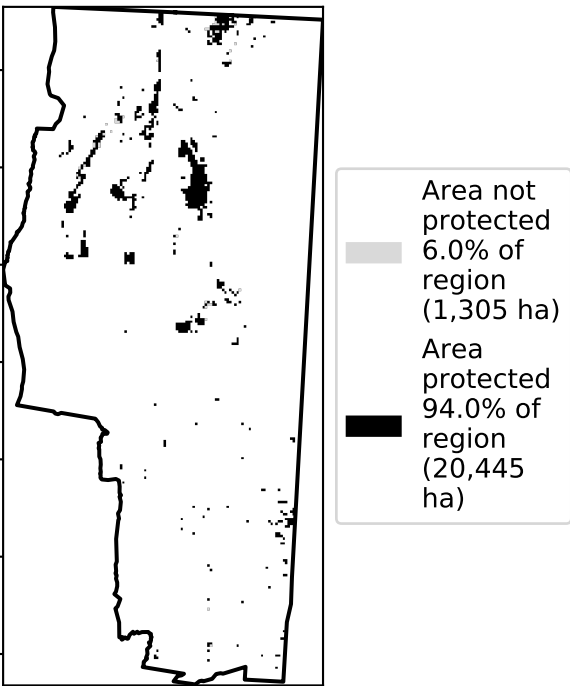 Area not
protected
6.0% of
region
(1,305 ha)
Area
protected
94.0% of
region
(20,445
ha)